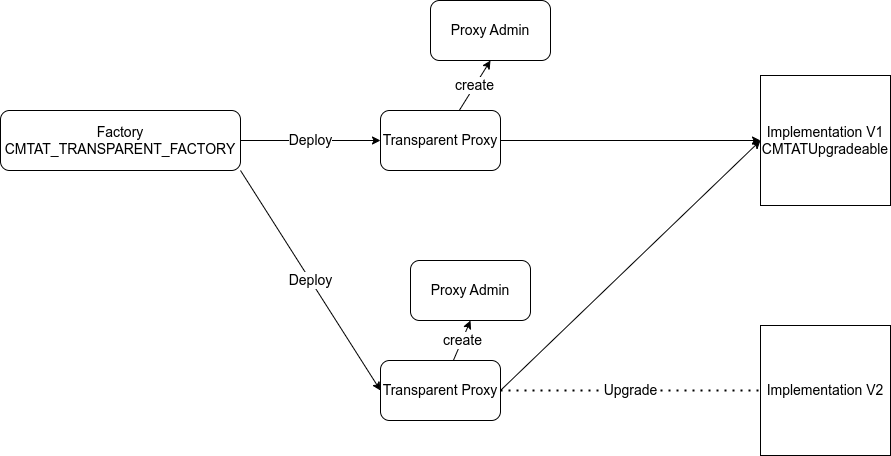 Proxy Admin
create
Factory
CMTAT_TRANSPARENT_FACTORY
Deploy
Transparent Proxy
Implementation V1
CMTATUpgradeable
Deploy
Proxy Admin
create
Transparent Proxy
Upgrade
Implementation V2